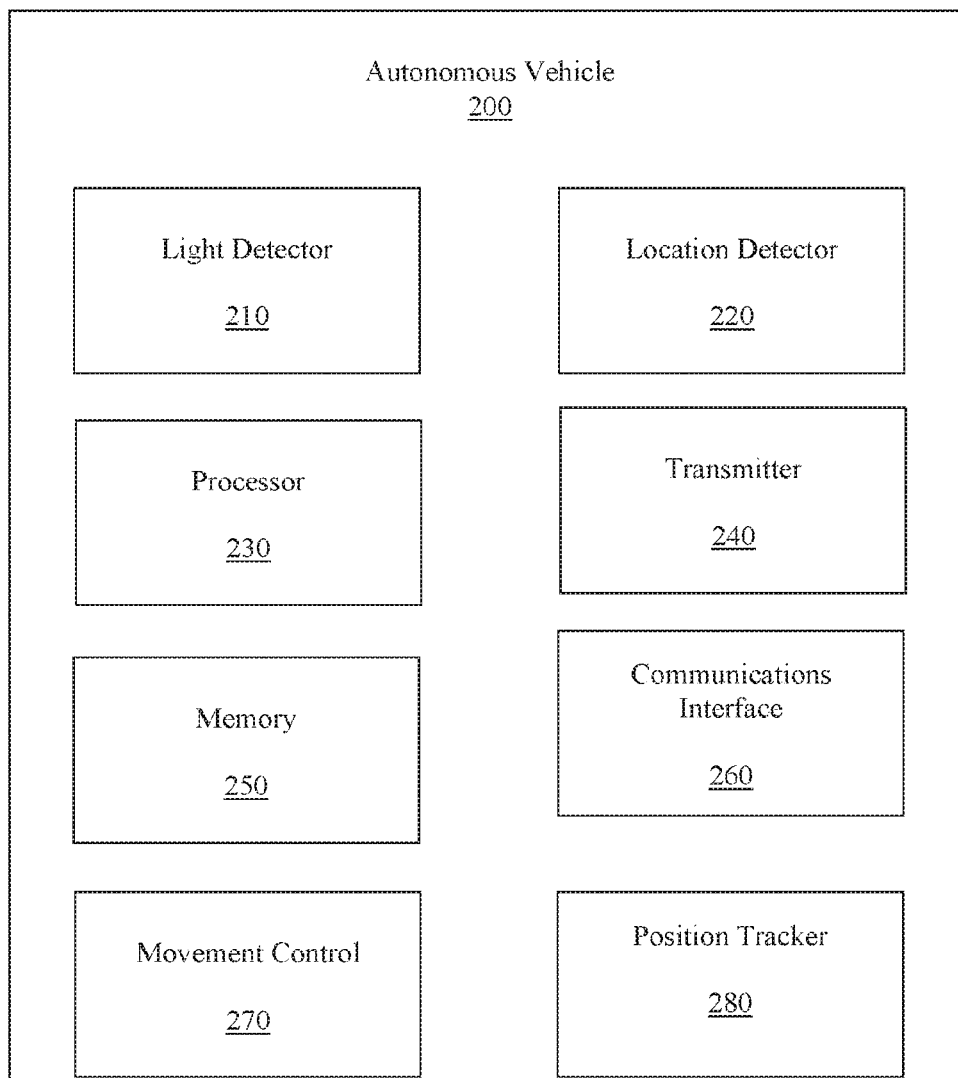 Autonomous Vehicle
200
Light Detector
210
Location Detector
220
Processor
230
Transmitter
240
Memory
250
Communications
Interface
260
Movement Control
270
Position Tracker
280